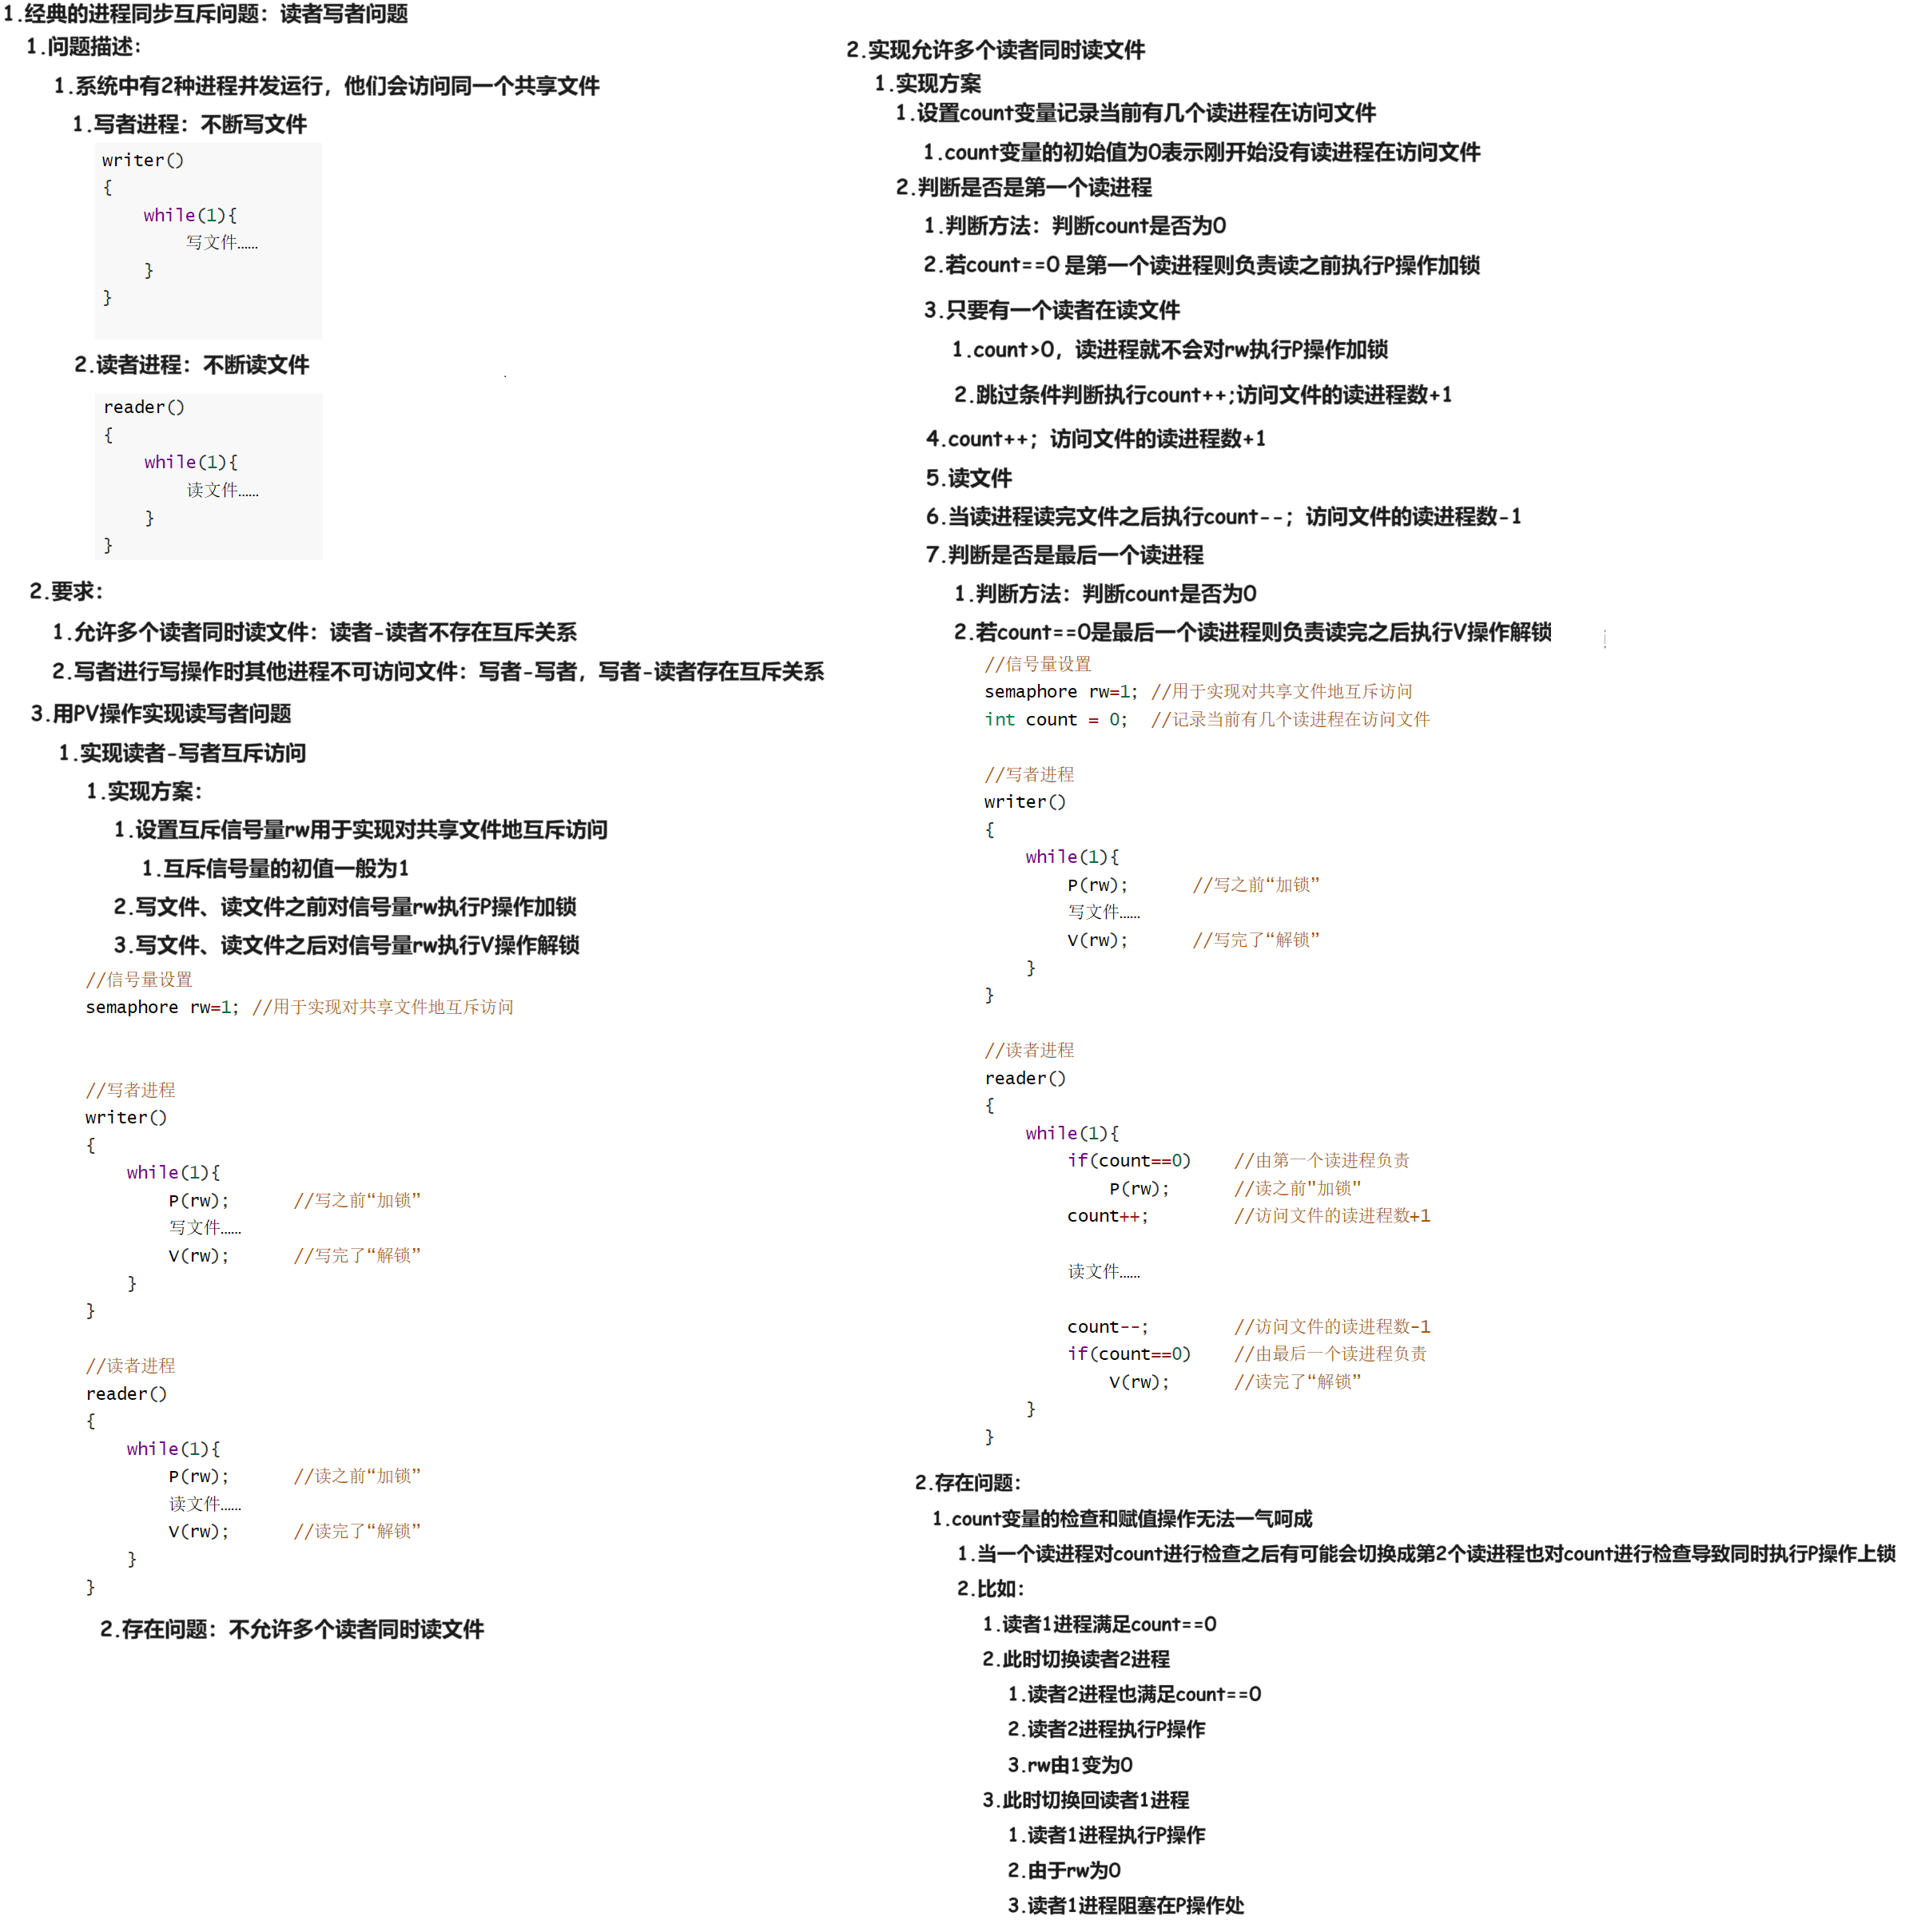 1.经典的进程同步互斥问题：读者写者问题
1.问题描述：
1.系统中有2种进程并发运行，他们会访问同一个共享文件
1.写者进程：不断写文件
writer()
{
while(1){
写文件……
}
}
2.读者进程：不断读文件
reader()
{
while(1){
读文件……
}
}
2.要求：
1.允许多个读者同时读文件：读者-读者不存在互斥关系
2.写者进行写操作时其他进程不可访问文件：写者-写者，写者-读者存在互斥关系
3.用PV操作实现读写者问题
1.实现读者-写者互斥访问
1.实现方案：
1.设置互斥信号量rw用于实现对共享文件地互斥访问
1.互斥信号量的初值一般为1
2.写文件、读文件之前对信号量rw执行P操作加锁
3.写文件、读文件之后对信号量rw执行V操作解锁
//信号量设置
semaphore rw=1; //用于实现对共享文件地互斥访问
//写者进程
writer()
{
while(1){
P(rw); //写之前“加锁”
写文件……
V(rw); //写完了“解锁”
}
}
//读者进程
reader()
{
while(1){
P(rw); //读之前“加锁”
读文件……
V(rw); //读完了“解锁”
}
}
2.存在问题：不允许多个读者同时读文件
2.实现允许多个读者同时读文件
1.实现方案
1.设置count变量记录当前有几个读进程在访问文件
1.count变量的初始值为0表示刚开始没有读进程在访问文件
2.判断是否是第一个读进程
1.判断方法：判断count是否为0
2.若count==0 是第一个读进程则负责读之前执行P操作加锁
3.只要有一个读者在读文件
1.count>0，读进程就不会对rw执行P操作加锁
2.跳过条件判断执行count++;访问文件的读进程数+1
4.count++；访问文件的读进程数+1
5.读文件
6.当读进程读完文件之后执行count--；访问文件的读进程数-1
7.判断是否是最后一个读进程
1.判断方法：判断count是否为0
2.若count==0是最后一个读进程则负责读完之后执行V操作解锁
//信号量设置
semaphore rw=1; //用于实现对共享文件地互斥访问
int count = 0; //记录当前有几个读进程在访问文件
//写者进程
writer()
{
while(1){
P(rw); //写之前“加锁”
写文件……
V(rw); //写完了“解锁”
}
}
//读者进程
reader()
{
while(1){
if(count==0) //由第一个读进程负责
P(rw); //读之前"加锁"
count++; //访问文件的读进程数+1
读文件……
count--; //访问文件的读进程数-1
if(count==0) //由最后一个读进程负责
V(rw); //读完了“解锁”
}
}
2.存在问题：
1.count变量的检查和赋值操作无法一气呵成
1.当一个读进程对count进行检查之后有可能会切换成第2个读进程也对count进行检查导致同时执行P操作上锁
2.比如：
1.读者1进程满足count==0
2.此时切换读者2进程
1.读者2进程也满足count==0
2.读者2进程执行P操作
3.rw由1变为0
3.此时切换回读者1进程
1.读者1进程执行P操作
2.由于rw为0
3.读者1进程阻塞在P操作处